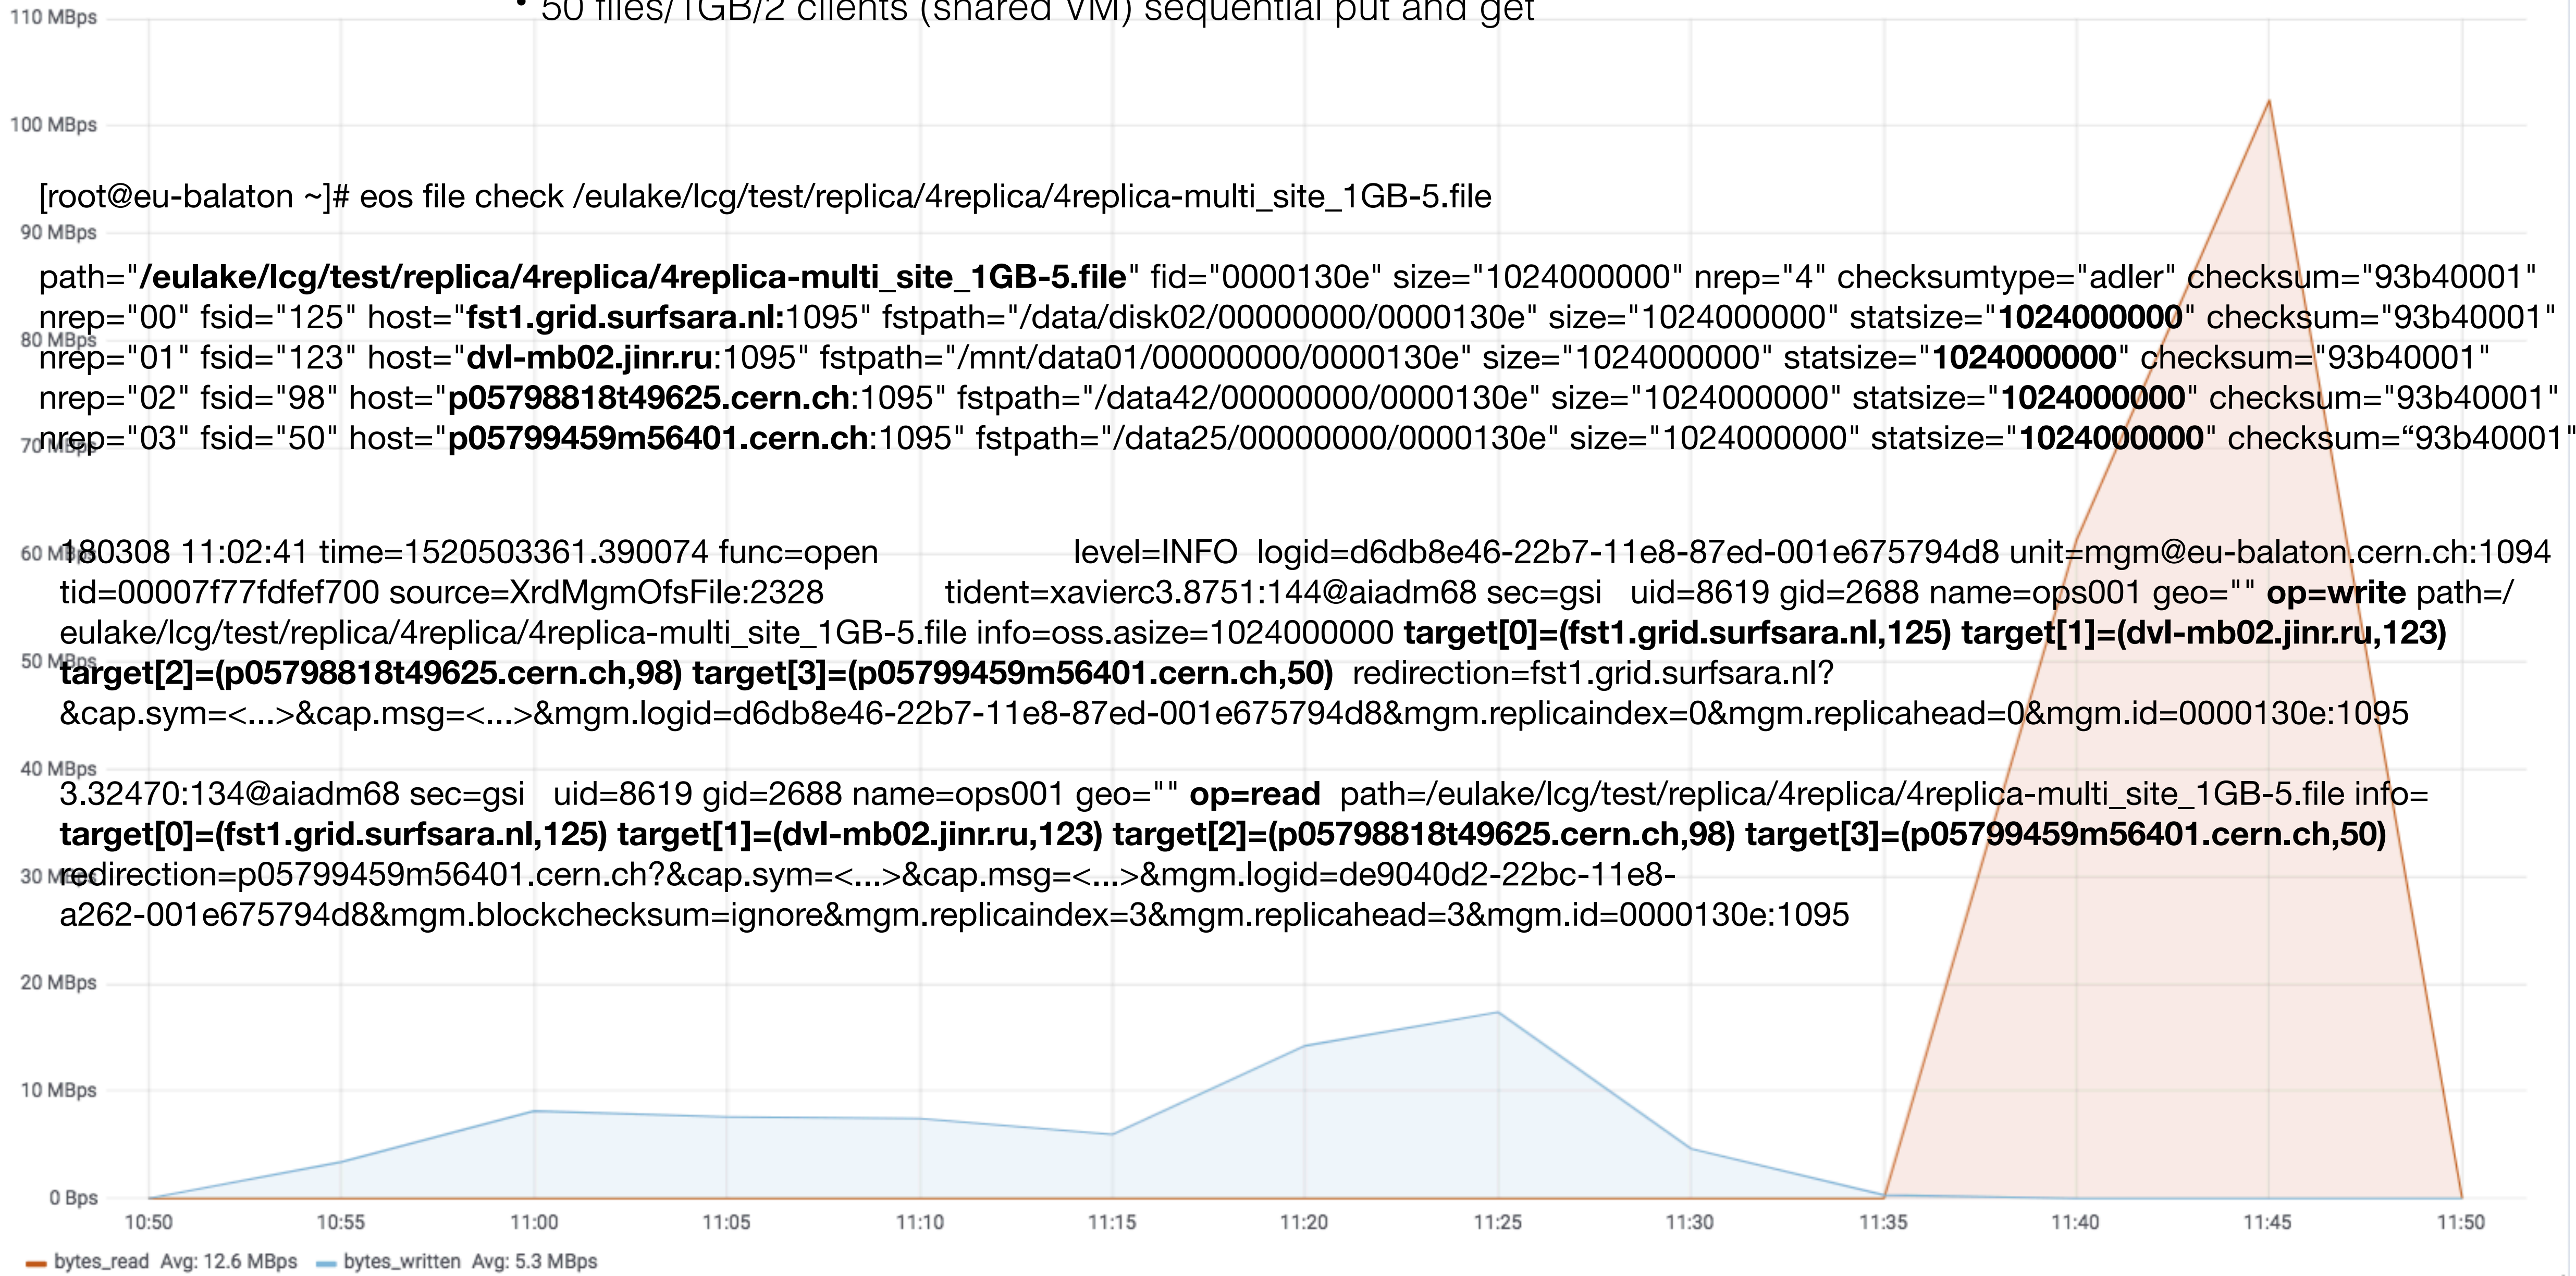 110 MBps
• 50 files/1GB/2 clients (shared VM) sequential put and get
100 MBps
[root@eu-balaton ~]# eos file check /eulake/lcg/test/replica/4replica/4replica-multi_site_1GB-5.file
90 MBps
path="/eulake/lcg/test/replica/4replica/4replica-multi_site_1GB-5.file" fid="0000130e" size="1024000000" nrep="4" checksumtype="adler" checksum="93b40001"
nrep="00" fsid="125" host="fst1.grid.surfsara.nl:1095" fstpath="/data/disk02/00000000/0000130e" size="1024000000" statsize="1024000000" checksum="93b40001"
80 MBps
nrep="01" fsid="123" host="dvl-mb02.jinr.ru:1095" fstpath="/mnt/data01/00000000/0000130e" size="1024000000" statsize="1024000000" checksum="93b40001"
nrep="02" fsid="98" host="p05798818t49625.cern.ch:1095" fstpath="/data42/00000000/0000130e" size="1024000000" statsize="1024000000" checksum="93b40001"
nrep="03" fsid="50" host="p05799459m56401.cern.ch:1095" fstpath="/data25/00000000/0000130e" size="1024000000" statsize="1024000000" checksum=“93b40001"
70 MBps
180308 11:02:41 time=1520503361.390074 func=open level=INFO logid=d6db8e46-22b7-11e8-87ed-001e675794d8 unit=mgm@eu-balaton.cern.ch:1094
60 MBps
tid=00007f77fdfef700 source=XrdMgmOfsFile:2328 tident=xavierc3.8751:144@aiadm68 sec=gsi uid=8619 gid=2688 name=ops001 geo="" op=write path=/
eulake/lcg/test/replica/4replica/4replica-multi_site_1GB-5.file info=oss.asize=1024000000 target[0]=(fst1.grid.surfsara.nl,125) target[1]=(dvl-mb02.jinr.ru,123)
50 MBps
target[2]=(p05798818t49625.cern.ch,98) target[3]=(p05799459m56401.cern.ch,50) redirection=fst1.grid.surfsara.nl?
&cap.sym=<...>&cap.msg=<...>&mgm.logid=d6db8e46-22b7-11e8-87ed-001e675794d8&mgm.replicaindex=0&mgm.replicahead=0&mgm.id=0000130e:1095
40 MBps
3.32470:134@aiadm68 sec=gsi uid=8619 gid=2688 name=ops001 geo="" op=read path=/eulake/lcg/test/replica/4replica/4replica-multi_site_1GB-5.file info=
target[0]=(fst1.grid.surfsara.nl,125) target[1]=(dvl-mb02.jinr.ru,123) target[2]=(p05798818t49625.cern.ch,98) target[3]=(p05799459m56401.cern.ch,50)
redirection=p05799459m56401.cern.ch?&cap.sym=<...>&cap.msg=<...>&mgm.logid=de9040d2-22bc-11e8-
30 MBps
a262-001e675794d8&mgm.blockchecksum=ignore&mgm.replicaindex=3&mgm.replicahead=3&mgm.id=0000130e:1095
20 MBps
10 MBps
0 Bps
10:50 10:55 11:00 11:05 11:10 11:15 11:20 11:25 11:30 11:35 11:40 11:45 11:50
bytes_read Avg: 12.6 MBps bytes_written Avg: 5.3 MBps